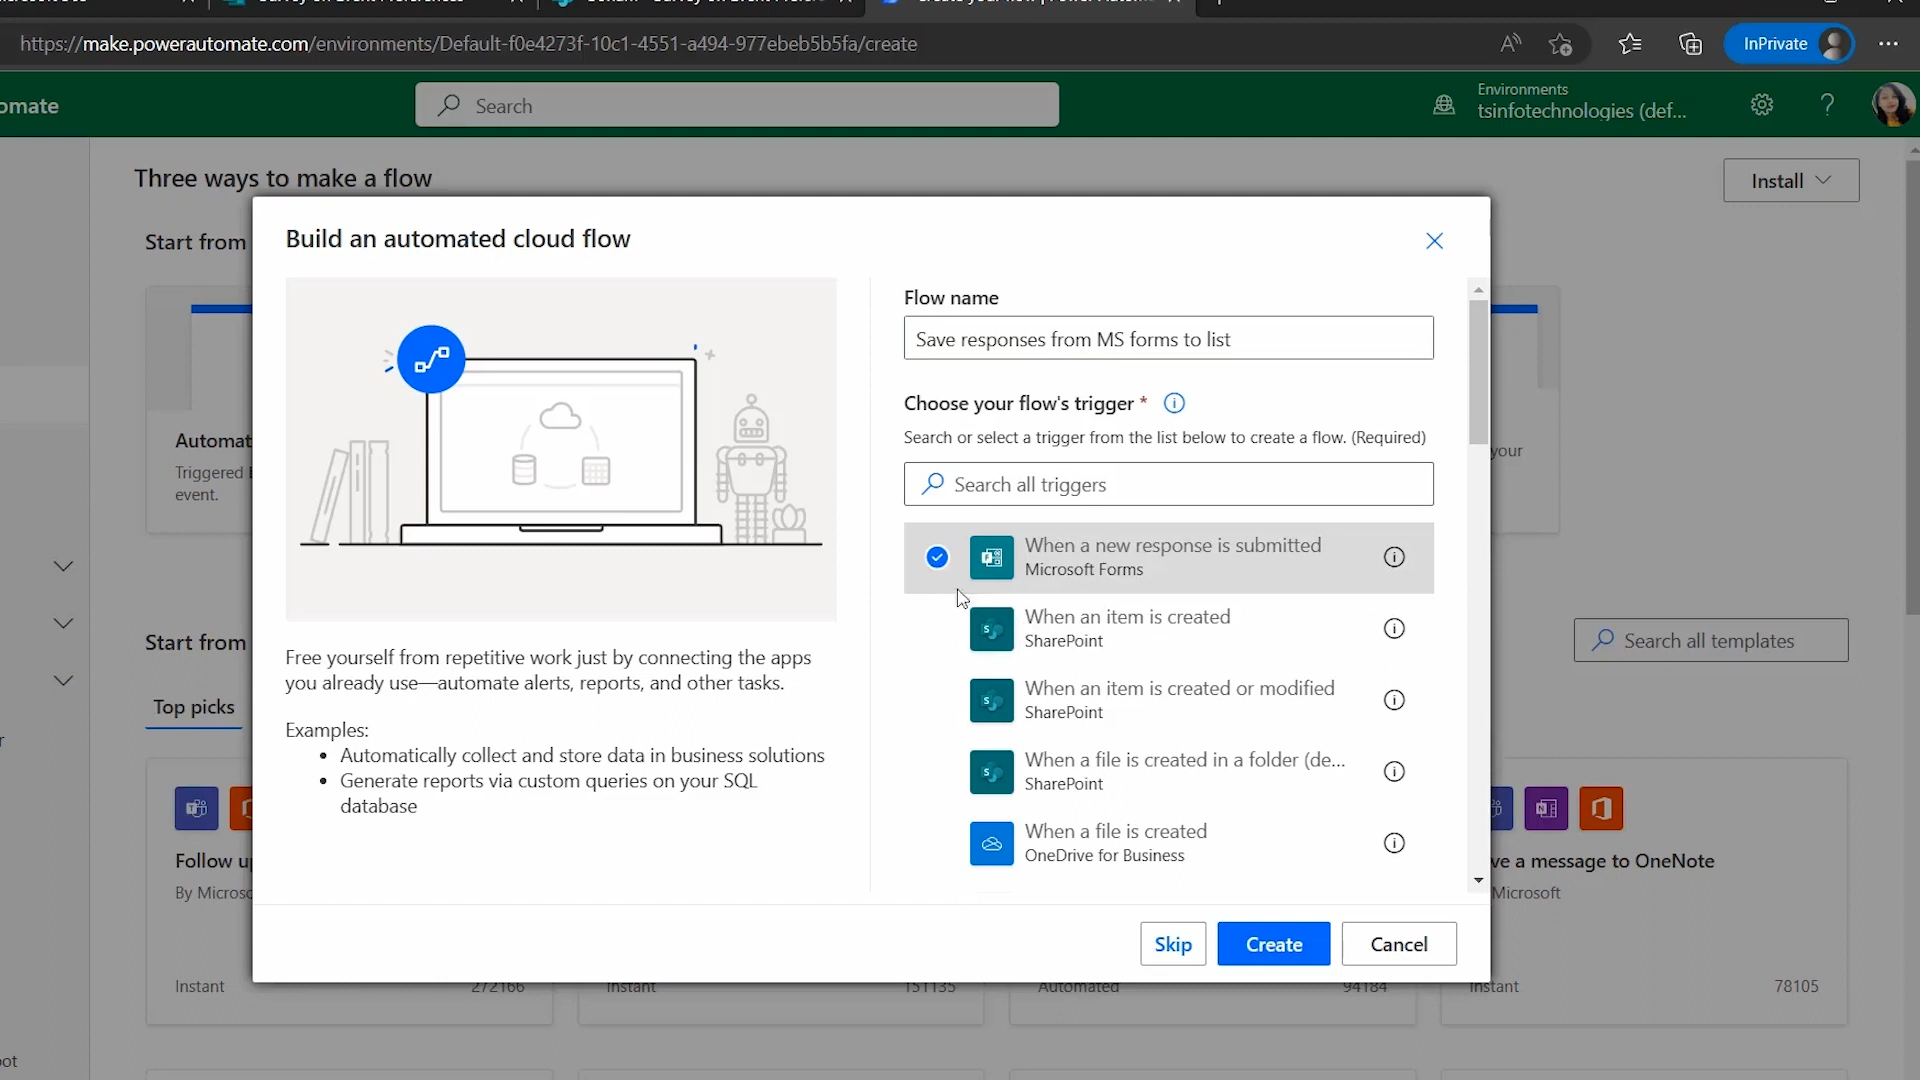 https://make.powerautomate.com/environments/Default-f0e4273f-10c1-4551-a494-977ebeb5b5fa/create
InPrivate
omate
Search
Environments
tsinfotechnologies (def...
Three ways to make a flow
Install
Start from
Build an automated cloud flow
Flow name
Save responses from MS forms to list
Choose your flow's trigger *
Search or select a trigger from the list below to create a flow. (Required)
Search all triggers
Automat
Triggered
event.
your
When a new response is submitted
Microsoft Forms
When an item is created
SharePoint
When an item is created or modified
SharePoint
When a file is created in a folder (de...
SharePoint
When a file is created
OneDrive for Business
Free yourself from repetitive work just by connecting the apps
you already use—automate alerts, reports, and other tasks.
Examples:
• Automatically collect and store data in business solutions
• Generate reports via custom queries on your SQL
database
Start from
Search all templates
Top picks
r
Follow u
By Microso
ve a message to OneNote
Microsoft
Skip
Create
Cancel
Instant
272166
Instant
151135
Automated
94184
Instant
78105
ot